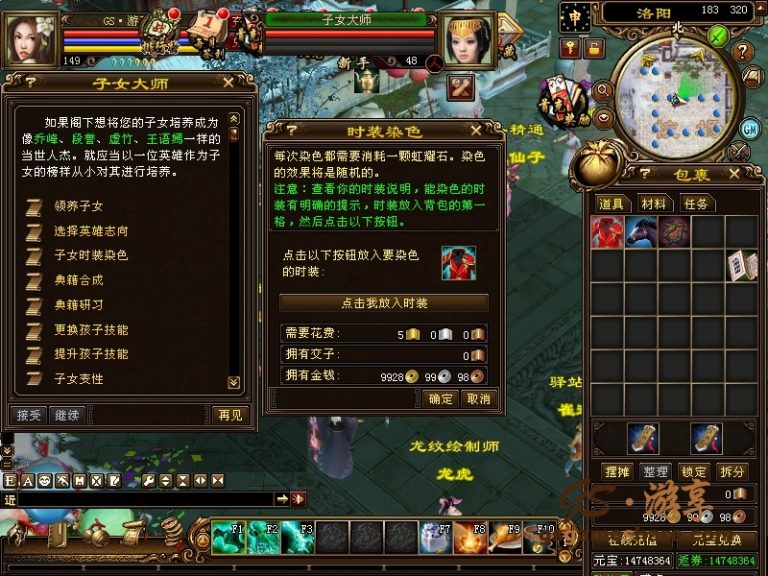 GS·游
149
子女大师
48
新手
洛阳
183 320
北
GM
精通
仙子
子女大师
如果阁下想将您的子女培养成为
像乔峰、段誉、虚竹、王语嫣一样的
当世人杰。就应当以一位英雄作为子
女的榜样从小对其进行培养。
领养子女
选择英雄志向
子女时装染色
典籍合成
典籍研习
更换孩子技能
提升孩子技能
子女变性
接受 继续 再见
时装染色
每次染色都需要消耗一颗虹耀石。染色
的效果将是随机的。
注意：查看你的时装说明，能染色的时
装有明确的提示，时装放入背包的第一
格，然后点击以下按钮。
点击以下按钮放入要染色
的时装:
点击我放入时装
需要花费: 5 0 0
拥有交子: 0
拥有金钱: 9928 99 98
确定 取消
包裹
道具 材料 任务
驿站
龙纹绘制师
龙虎
摆摊 整理 锁定 拆分
0
9928 99 98
元宝:14748364 返券:14748364
近
F1 F2 F3 F7 F8 F9 F10
GS·游亭